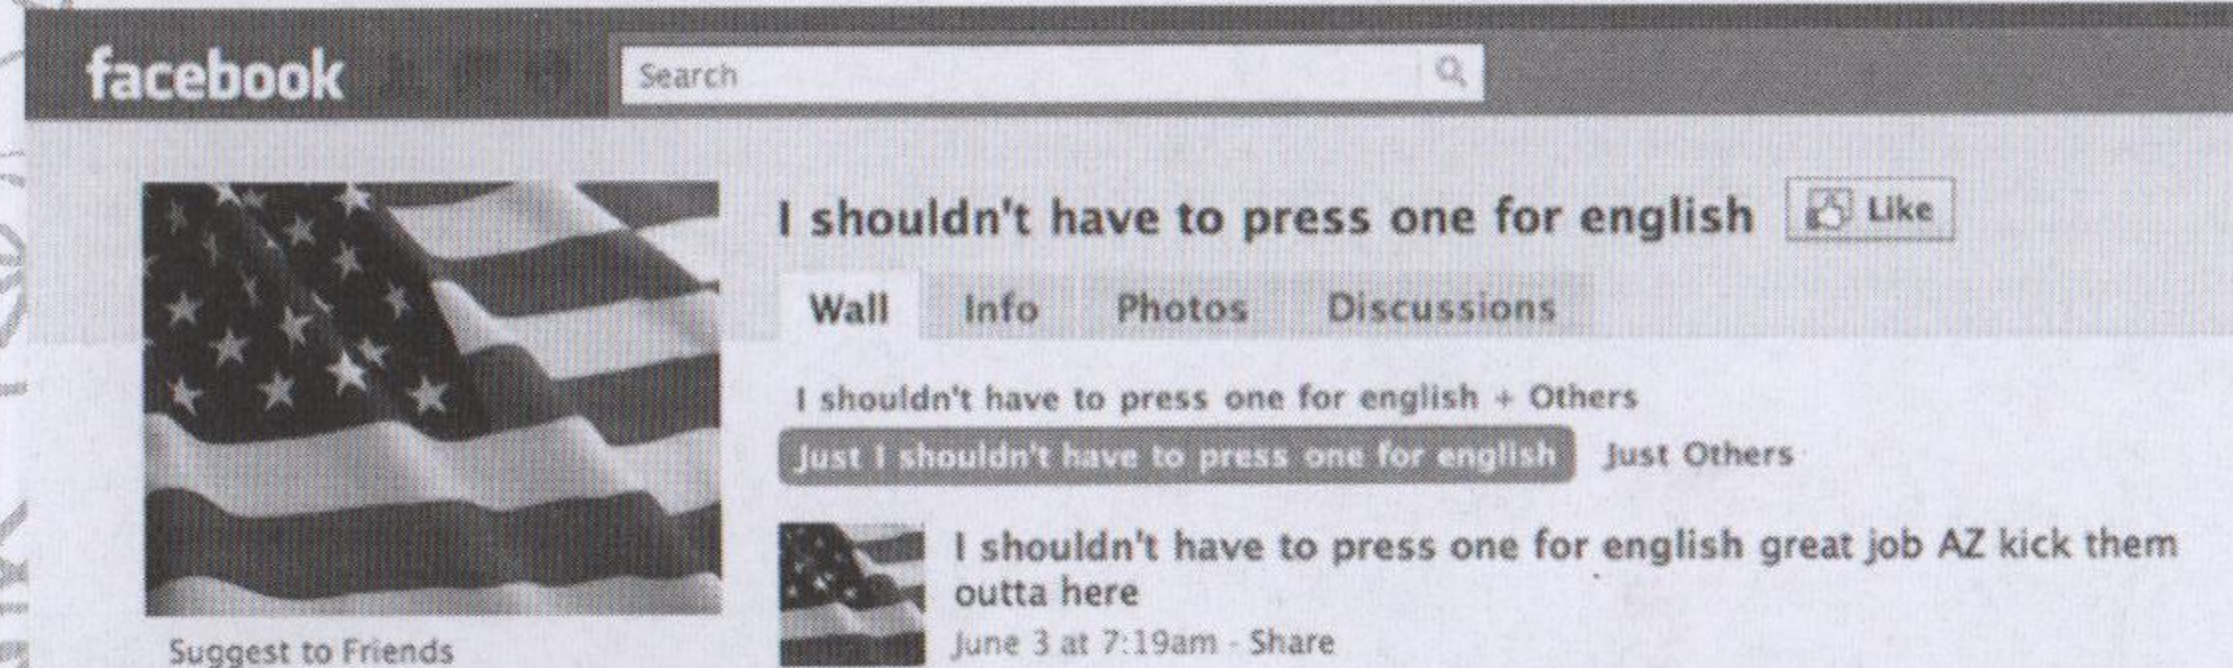 facebook
Search
I shouldn't have to press one for english
Like
Wall Info Photos Discussions
I shouldn't have to press one for english + Others
Just I shouldn't have to press one for english Just Others
I shouldn't have to press one for english great job AZ kick them
outta here
June 3 at 7:19am - Share
Suggest to Friends